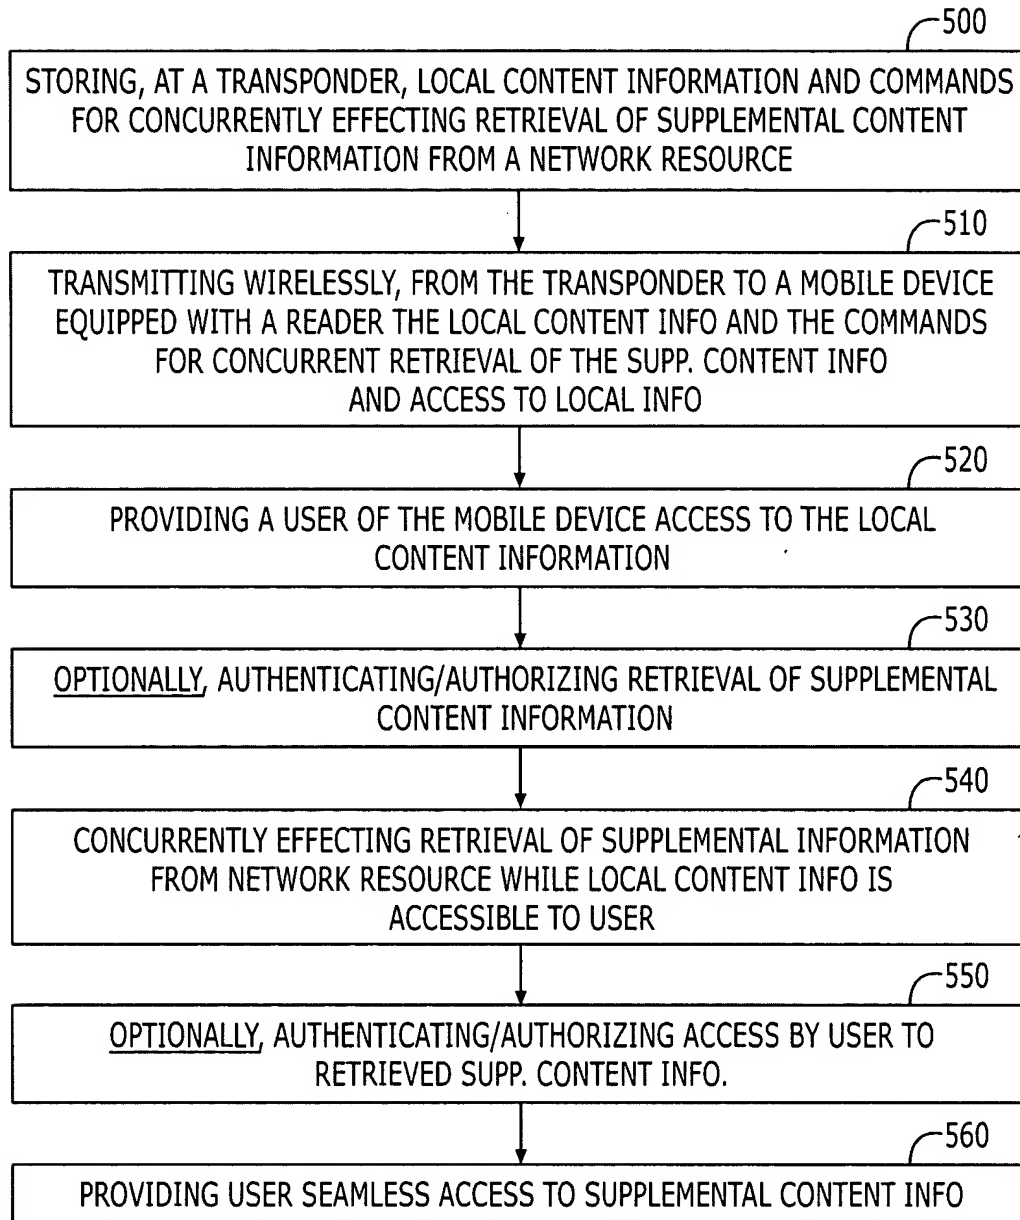 500
STORING, AT A TRANSPONDER, LOCAL CONTENT INFORMATION AND COMMANDS
FOR CONCURRENTLY EFFECTING RETRIEVAL OF SUPPLEMENTAL CONTENT
INFORMATION FROM A NETWORK RESOURCE
510
TRANSMITTING WIRELESSLY, FROM THE TRANSPONDER TO A MOBILE DEVICE
EQUIPPED WITH A READER THE LOCAL CONTENT INFO AND THE COMMANDS
FOR CONCURRENT RETRIEVAL OF THE SUPP. CONTENT INFO
AND ACCESS TO LOCAL INFO
520
PROVIDING A USER OF THE MOBILE DEVICE ACCESS TO THE LOCAL
CONTENT INFORMATION
530
OPTIONALLY, AUTHENTICATING/AUTHORIZING RETRIEVAL OF SUPPLEMENTAL
CONTENT INFORMATION
540
CONCURRENTLY EFFECTING RETRIEVAL OF SUPPLEMENTAL INFORMATION
FROM NETWORK RESOURCE WHILE LOCAL CONTENT INFO IS
ACCESSIBLE TO USER
550
OPTIONALLY, AUTHENTICATING/AUTHORIZING ACCESS BY USER TO
RETRIEVED SUPP. CONTENT INFO.
560
PROVIDING USER SEAMLESS ACCESS TO SUPPLEMENTAL CONTENT INFO